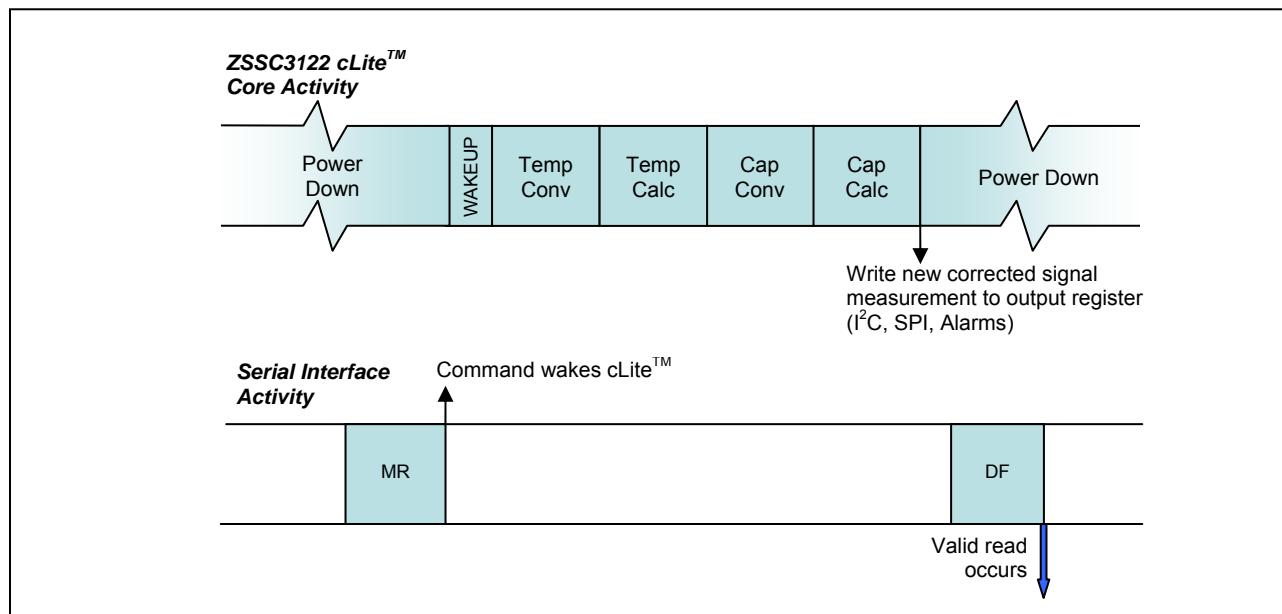 ZSSC3122 cLite™
Core Activity
Power
Down
WAKEUP
Temp
Conv
Temp
Calc
Cap
Conv
Cap
Calc
Power Down
Write new corrected signal
measurement to output register
(I²C, SPI, Alarms)
Serial Interface
Activity
Command wakes cLite™
MR
DF
Valid read
occurs